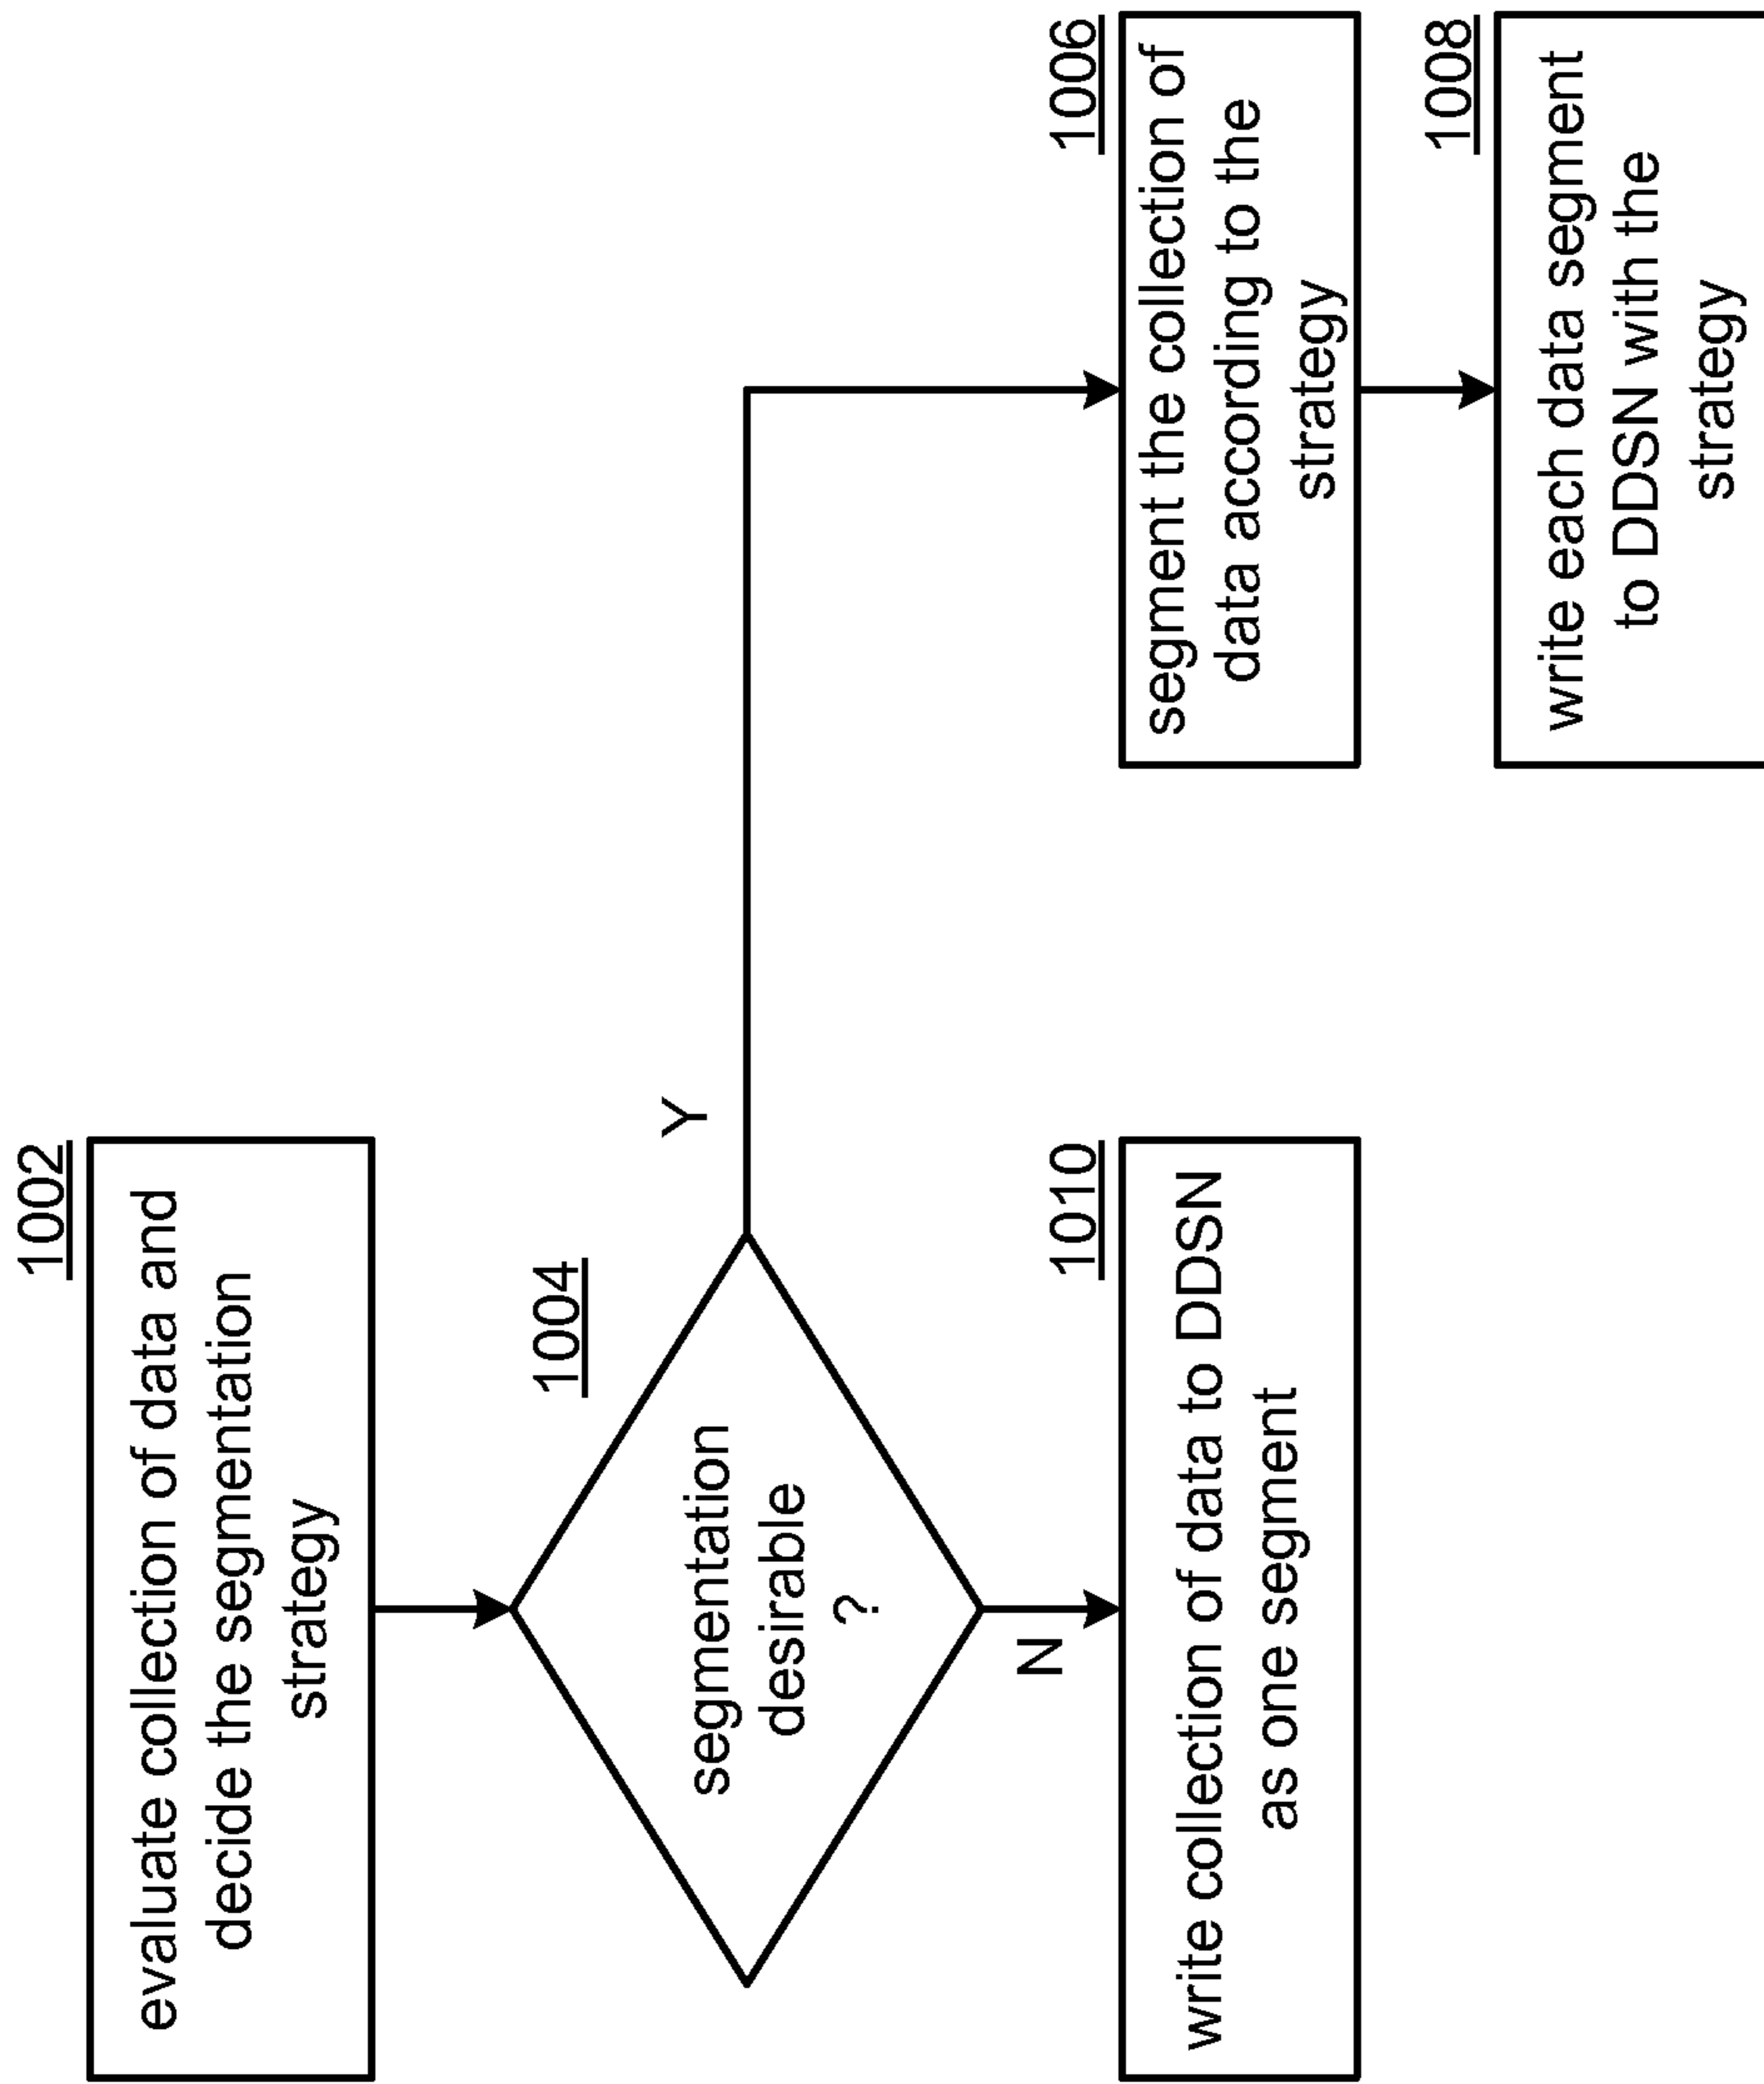 1002
evaluate collection of data and
decide the segmentation
strategy
1004
segmentation
desirable
?
Y
N
1006
segment the collection of
data according to the
strategy
1008
write each data segment
to DDSN with the
strategy
1010
write collection of data to DDSN
as one segment